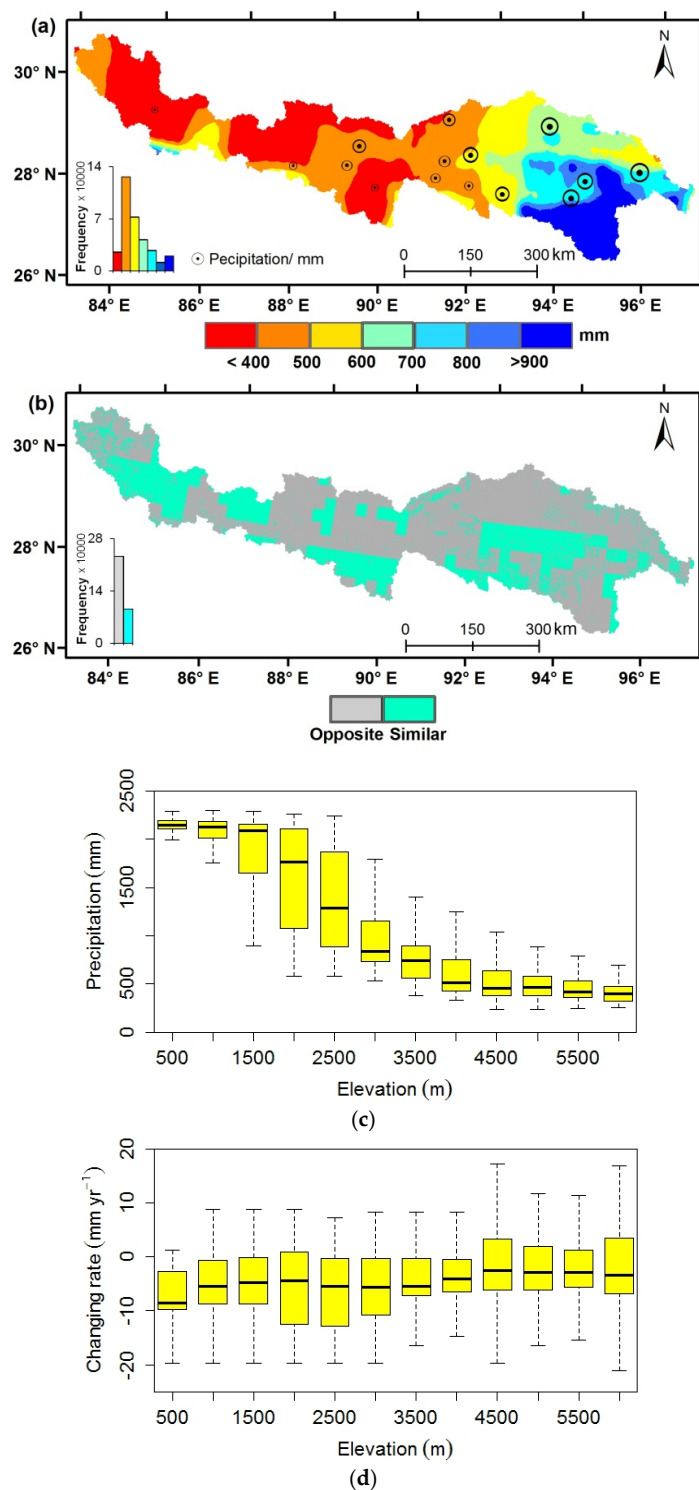 (a)
N
30° N
28° N
26° N
14
7
0
Frequency × 10000
Pecipitation/ mm
0 150 300 km
84° E 86° E 88° E 90° E 92° E 94° E 96° E
mm
< 400 500 600 700 800 >900
(b)
N
30° N
28° N
26° N
28
14
0
Frequency × 10000
0 150 300 km
84° E 86° E 88° E 90° E 92° E 94° E 96° E
Opposite Similar
Precipitation (mm)
2500
1500
500
0
500 1500 2500 3500 4500 5500
Elevation (m)
(c)
Changing rate (mm yr⁻¹)
20
10
0
-10
-20
500 1500 2500 3500 4500 5500
Elevation (m)
(d)